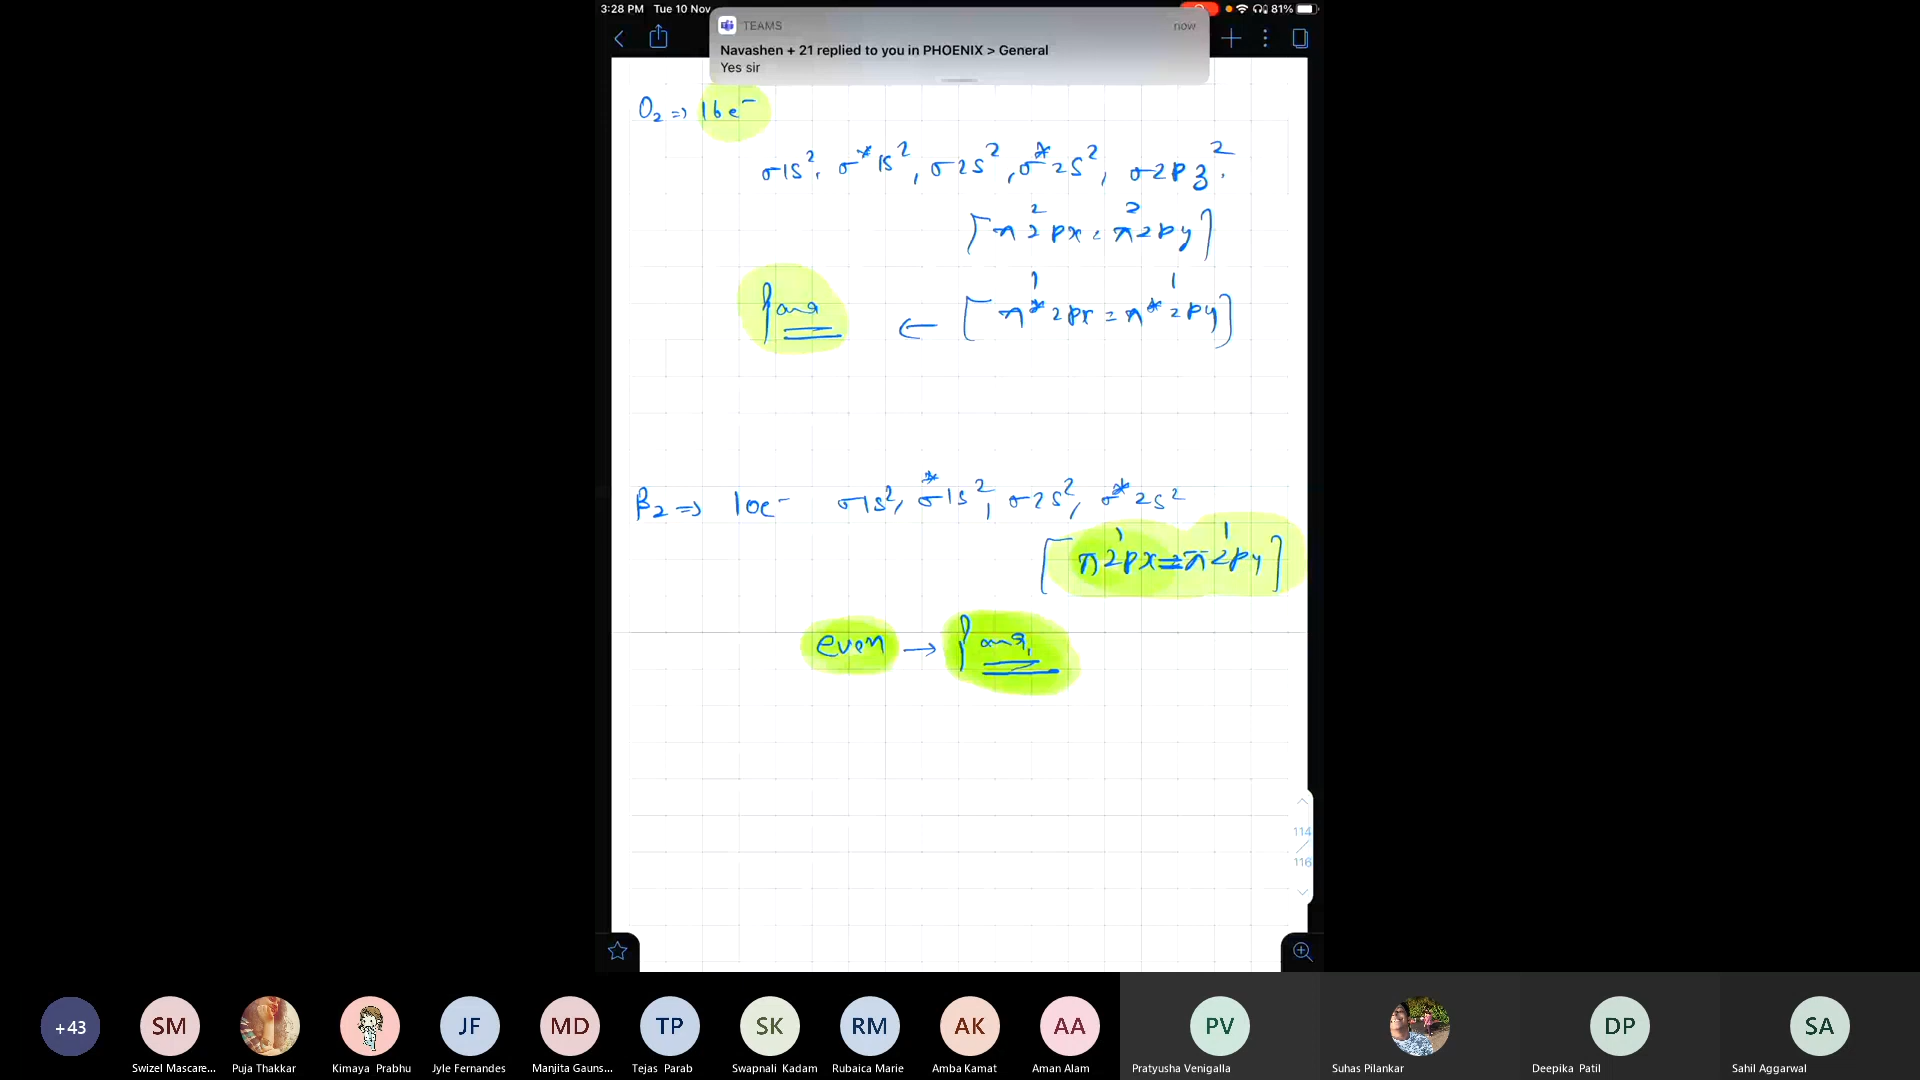 3:28 PM Tue 10 Nov 81%
TEAMS now
Navashen + 21 replied to you in PHOENIX > General
Yes sir
O₂ ⇒ 16e⁻
σ1s², σ*1s², σ2s², σ*2s², σ2pz².
[π2px² = π2py²]
para ← [π*2px¹ = π*2py¹]
B₂ ⇒ 10e⁻ σ1s², σ*1s², σ2s², σ*2s²
[π2px¹ = π2py¹]
even → para
114
116
+43 SM JF MD TP SK RM AK AA PV DP SA
Swizel Mascare... Puja Thakkar Kimaya Prabhu Jyle Fernandes Manjita Gauns... Tejas Parab Swapnali Kadam Rubaica Marie Amba Kamat Aman Alam Pratyusha Venigalla Suhas Pilankar Deepika Patil Sahil Aggarwal